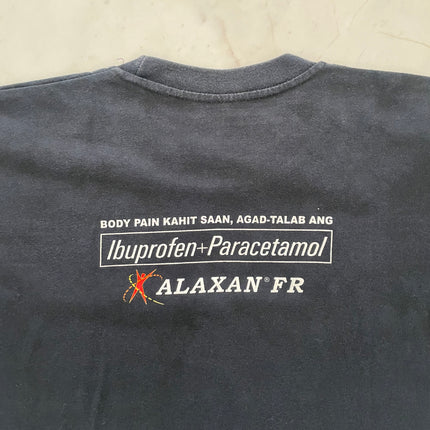 BODY PAIN KAHIT SAAN, AGAD-TALAB ANG
Ibuprofen+Paracetamol
ALAXAN® FR